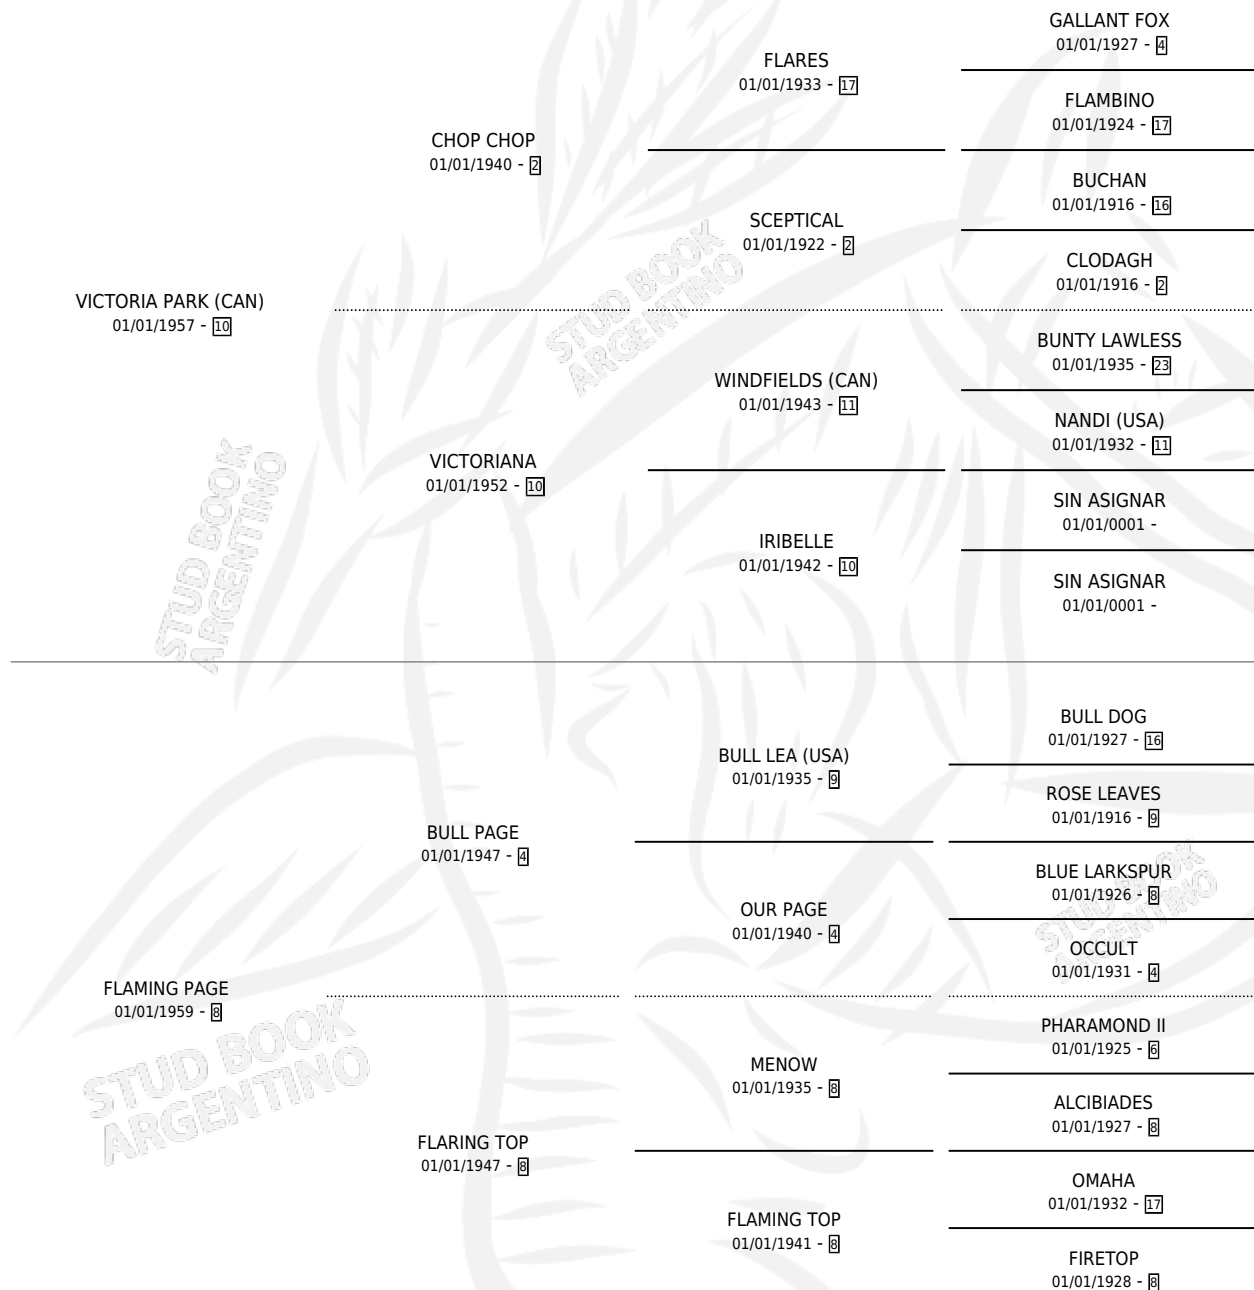 GALLANT FOX
01/01/1927 - 4
FLARES
01/01/1933 - 17
FLAMBINO
01/01/1924 - 17
CHOP CHOP
01/01/1940 - 2
BUCHAN
01/01/1916 - 16
SCEPTICAL
01/01/1922 - 2
CLODAGH
01/01/1916 - 2
VICTORIA PARK (CAN)
01/01/1957 - 10
BUNTY LAWLESS
01/01/1935 - 23
WINDFIELDS (CAN)
01/01/1943 - 11
NANDI (USA)
01/01/1932 - 11
VICTORIANA
01/01/1952 - 10
SIN ASIGNAR
01/01/0001 -
IRIBELLE
01/01/1942 - 10
SIN ASIGNAR
01/01/0001 -
BULL DOG
01/01/1927 - 16
BULL LEA (USA)
01/01/1935 - 9
ROSE LEAVES
01/01/1916 - 9
BULL PAGE
01/01/1947 - 4
BLUE LARKSPUR
01/01/1926 - 8
OUR PAGE
01/01/1940 - 4
OCCULT
01/01/1931 - 4
FLAMING PAGE
01/01/1959 - 8
PHARAMOND II
01/01/1925 - 6
MENOW
01/01/1935 - 8
ALCIBIADES
01/01/1927 - 8
FLARING TOP
01/01/1947 - 8
OMAHA
01/01/1932 - 17
FLAMING TOP
01/01/1941 - 8
FIRETOP
01/01/1928 - 8
STUD BOOK
ARGENTINO
STUD BOOK
ARGENTINO
STUD BOOK
ARGENTINO
STUD BOOK
ARGENTINO